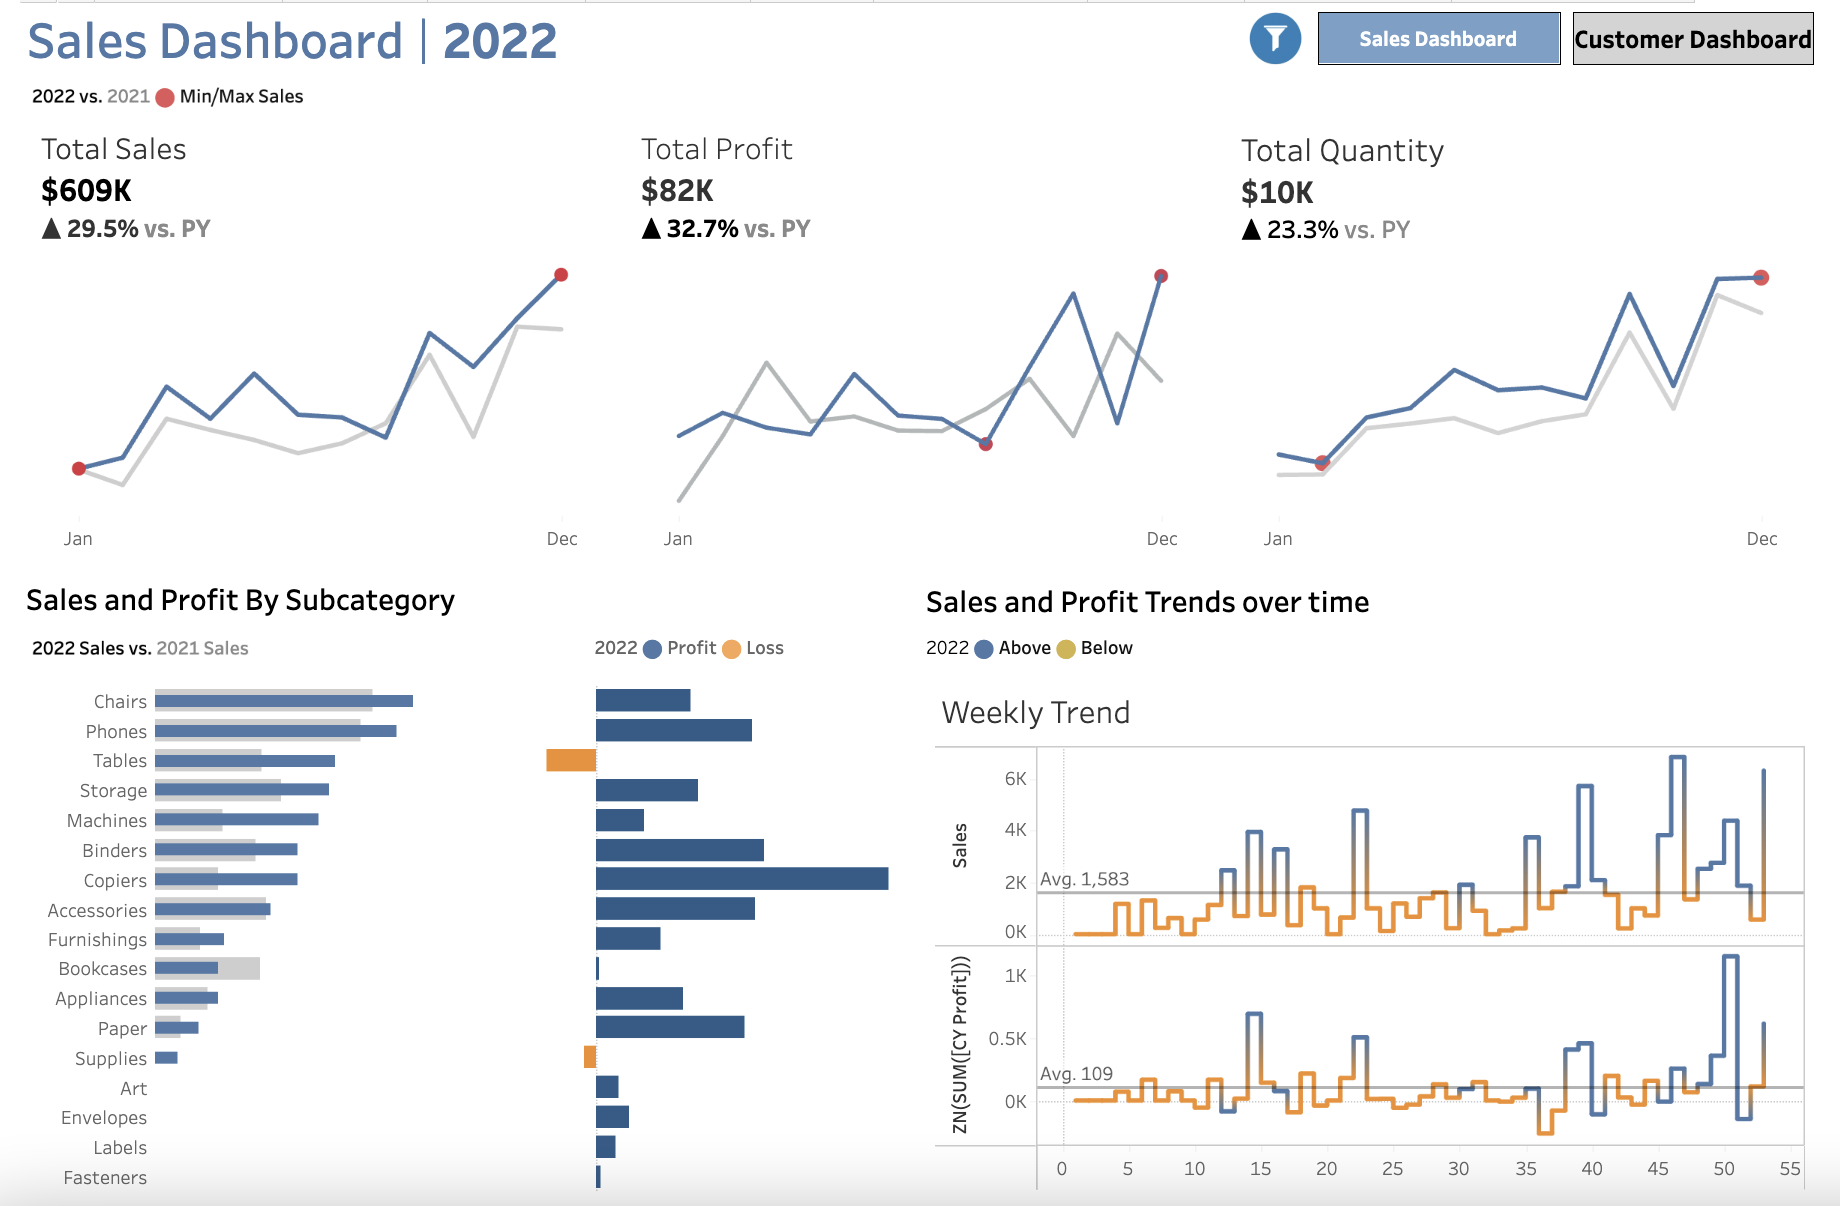 Sales Dashboard | 2022
Sales Dashboard
Customer Dashboard
2022 vs. 2021 Min/Max Sales
Total Sales
$609K
▲ 29.5% vs. PY
Total Profit
$82K
▲ 32.7% vs. PY
Total Quantity
$10K
▲ 23.3% vs. PY
Jan Dec
Jan Dec
Jan Dec
Sales and Profit By Subcategory
2022 Sales vs. 2021 Sales
2022 Profit Loss
Chairs
Phones
Tables
Storage
Machines
Binders
Copiers
Accessories
Furnishings
Bookcases
Appliances
Paper
Supplies
Art
Envelopes
Labels
Fasteners
Sales and Profit Trends over time
2022 Above Below
Weekly Trend
Sales
6K
4K
2K
0K
Avg. 1,583
ZN(SUM([CY Profit]))
1K
0.5K
0K
Avg. 109
0 5 10 15 20 25 30 35 40 45 50 55